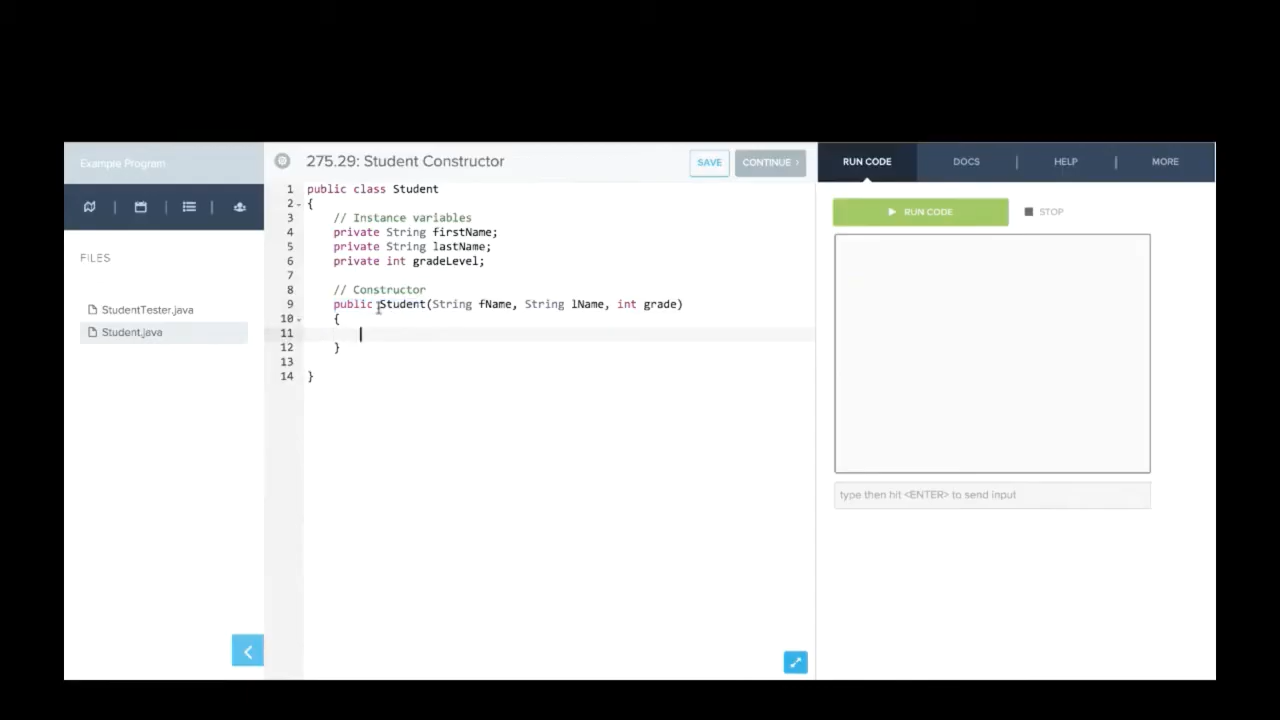 Example Program
275.29: Student Constructor
SAVE
CONTINUE ›
RUN CODE
DOCS
HELP
MORE
RUN CODE
STOP
FILES
StudentTester.java
Student.java
1 public class Student
2 {
3 // Instance variables
4 private String firstName;
5 private String lastName;
6 private int gradeLevel;
7
8 // Constructor
9 public Student(String fName, String lName, int grade)
10 {
11
12 }
13
14 }
type then hit <ENTER> to send input